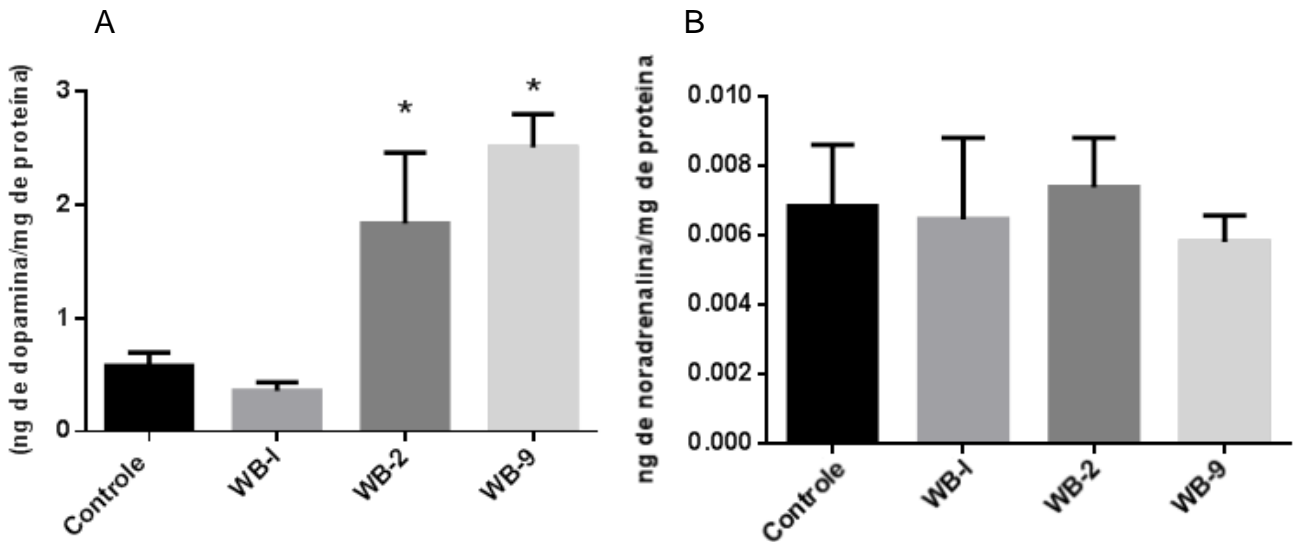 A
B
(ng de dopamina/mg de proteína)
3
*
*
2
1
0
Controle
WB-I
WB-2
WB-9
ng de noradrenalina/mg de proteina
0.010
0.008
0.006
0.004
0.002
0.000
Controle
WB-I
WB-2
WB-9